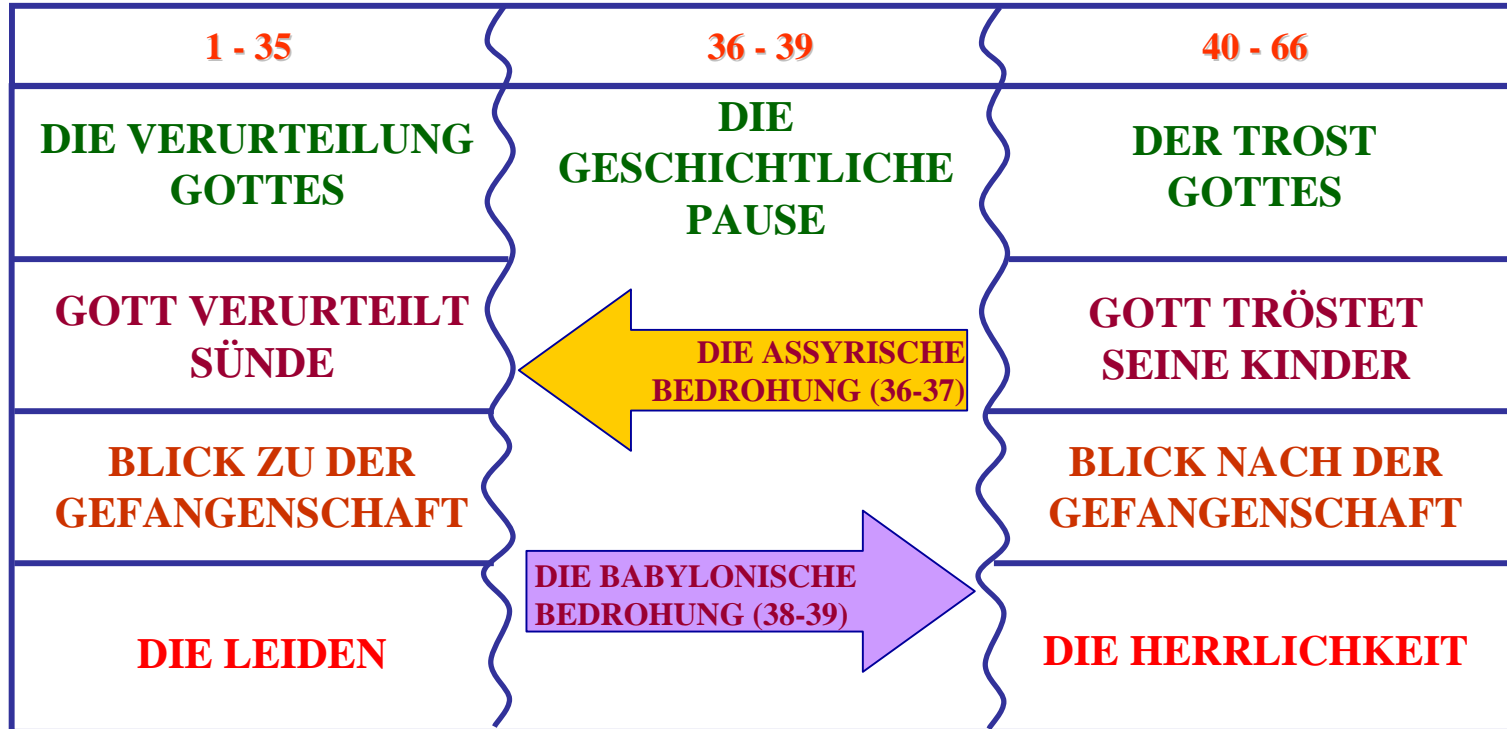 1 - 35
36 - 39
40 - 66
DIE VERURTEILUNG
GOTTES
DIE
GESCHICHTLICHE
PAUSE
DER TROST
GOTTES
GOTT VERURTEILT
SÜNDE
DIE ASSYRISCHE
BEDROHUNG (36-37)
GOTT TRÖSTET
SEINE KINDER
BLICK ZU DER
GEFANGENSCHAFT
BLICK NACH DER
GEFANGENSCHAFT
DIE BABYLONISCHE
BEDROHUNG (38-39)
DIE LEIDEN
DIE HERRLICHKEIT